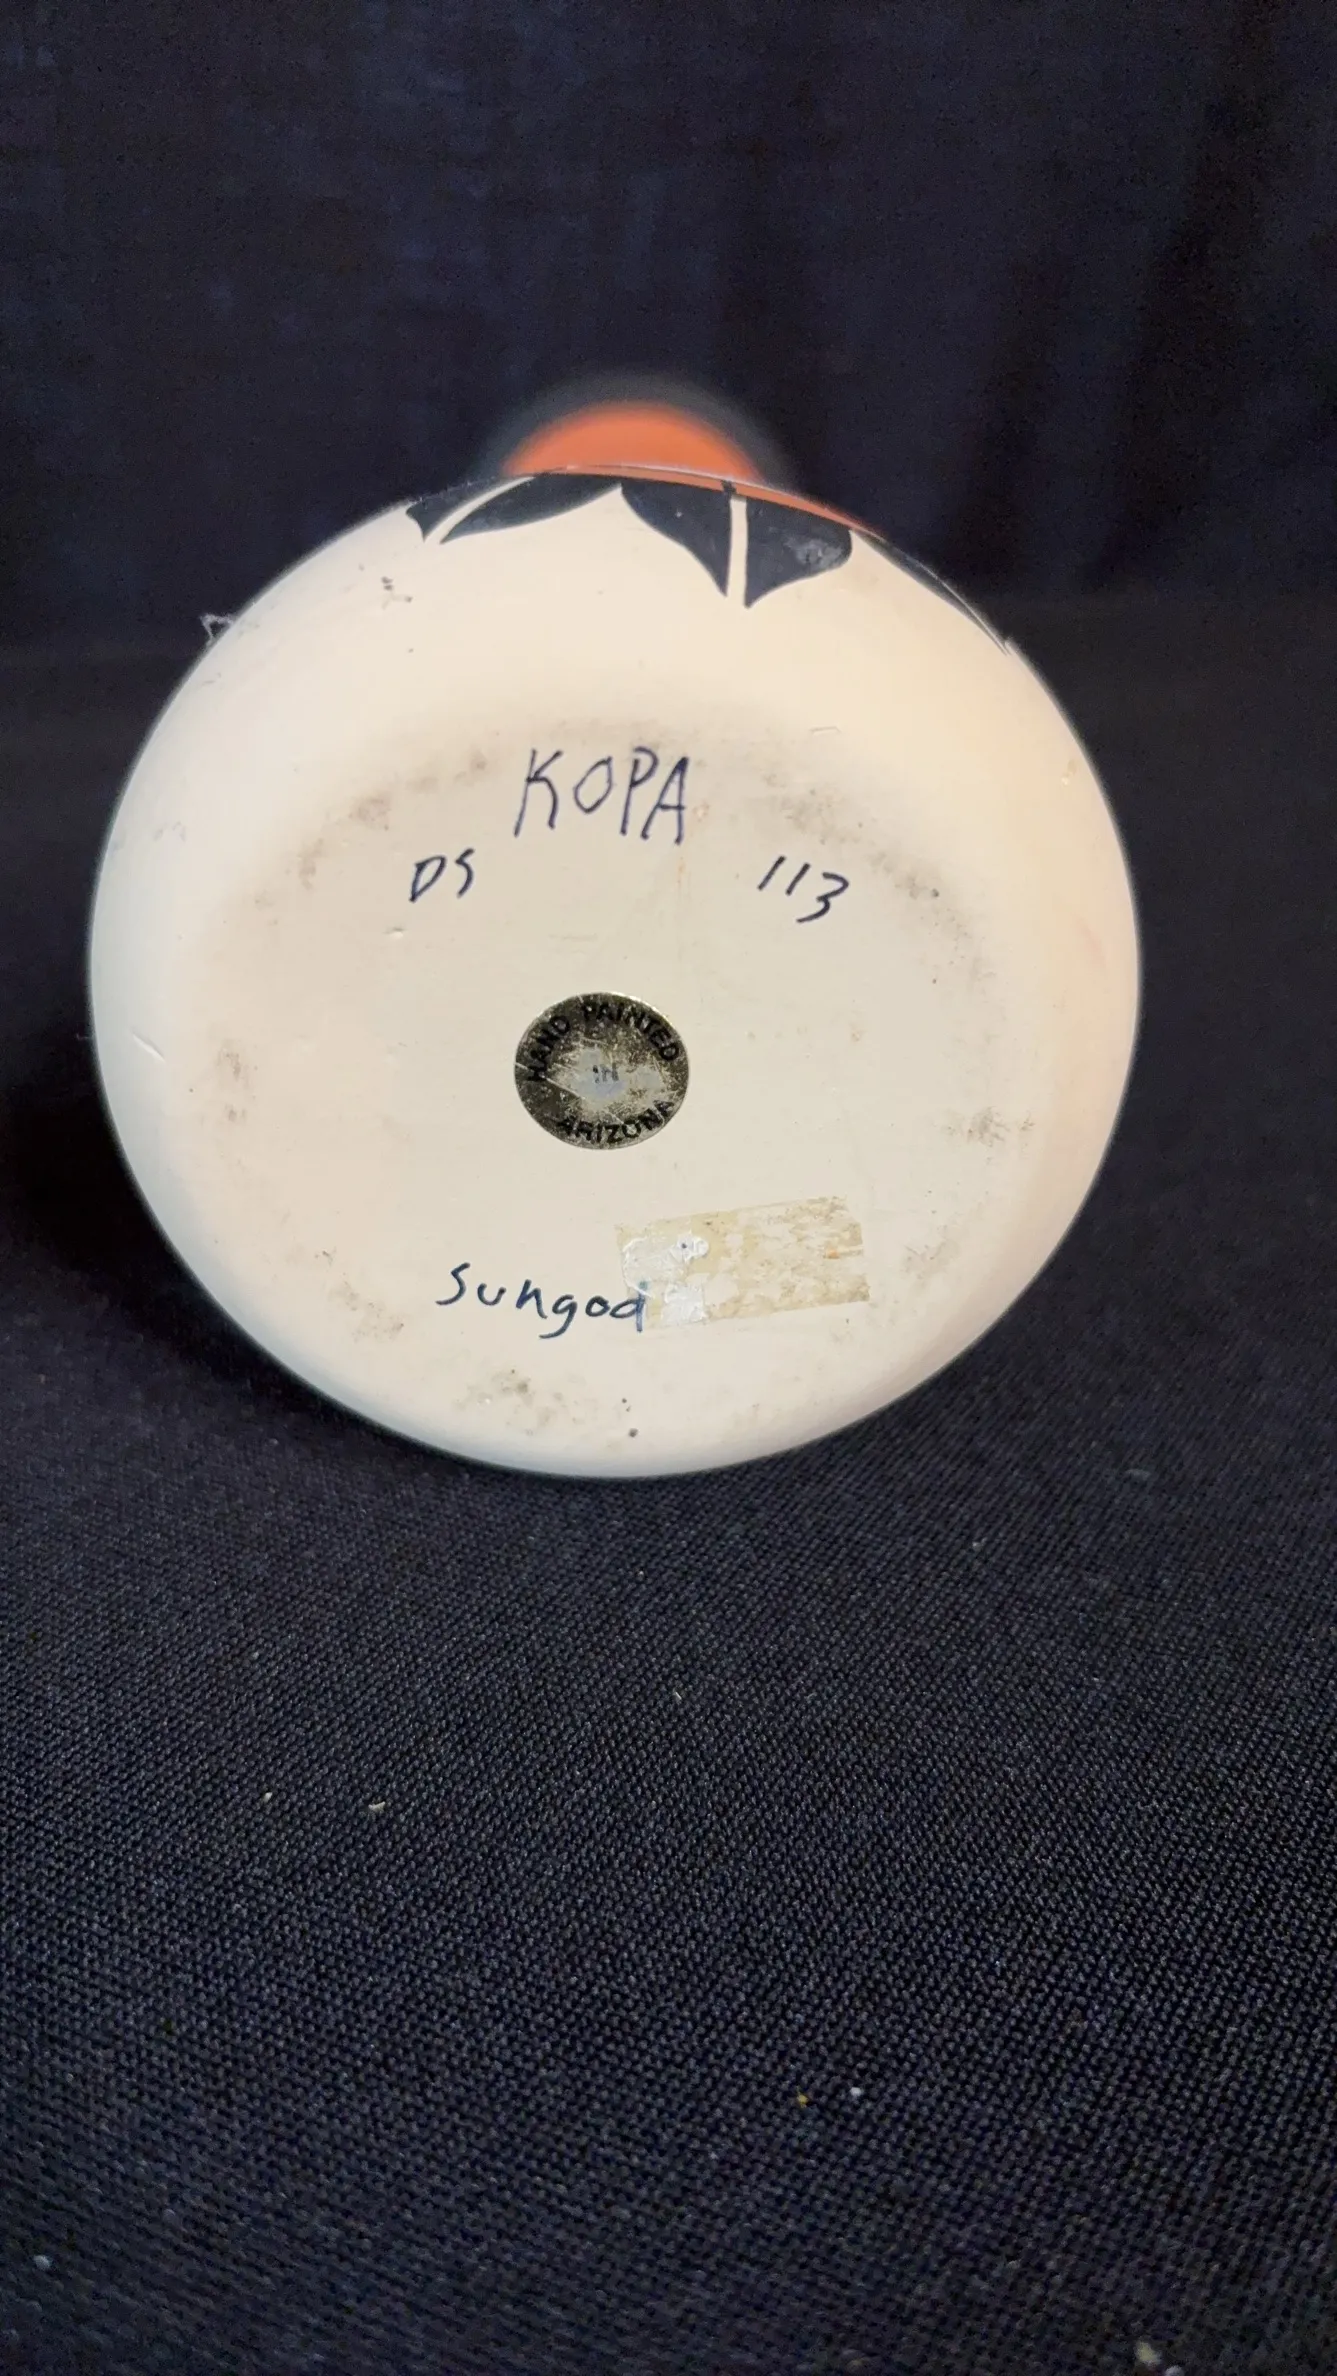 KOPA
DS 113
HAND PAINTED
IN
ARIZONA
Sungod